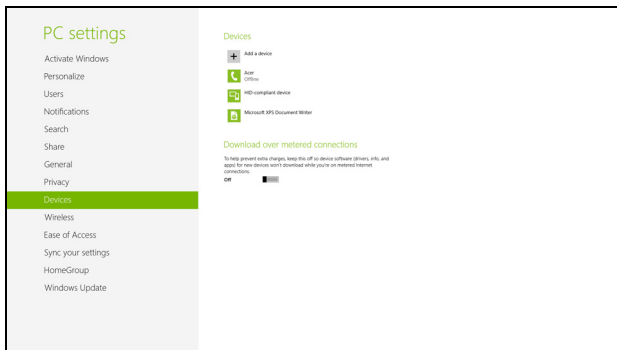 PC settings
Activate Windows
Personalize
Users
Notifications
Search
Share
General
Privacy
Devices
Wireless
Ease of Access
Sync your settings
HomeGroup
Windows Update
Devices
Add a device
Acer
Offline
HID-compliant device
Microsoft XPS Document Writer
Download over metered connections
To help prevent extra charges, keep this off so device software (drivers, info, and
apps) for new devices won't download while you're on metered Internet
connections.
Off